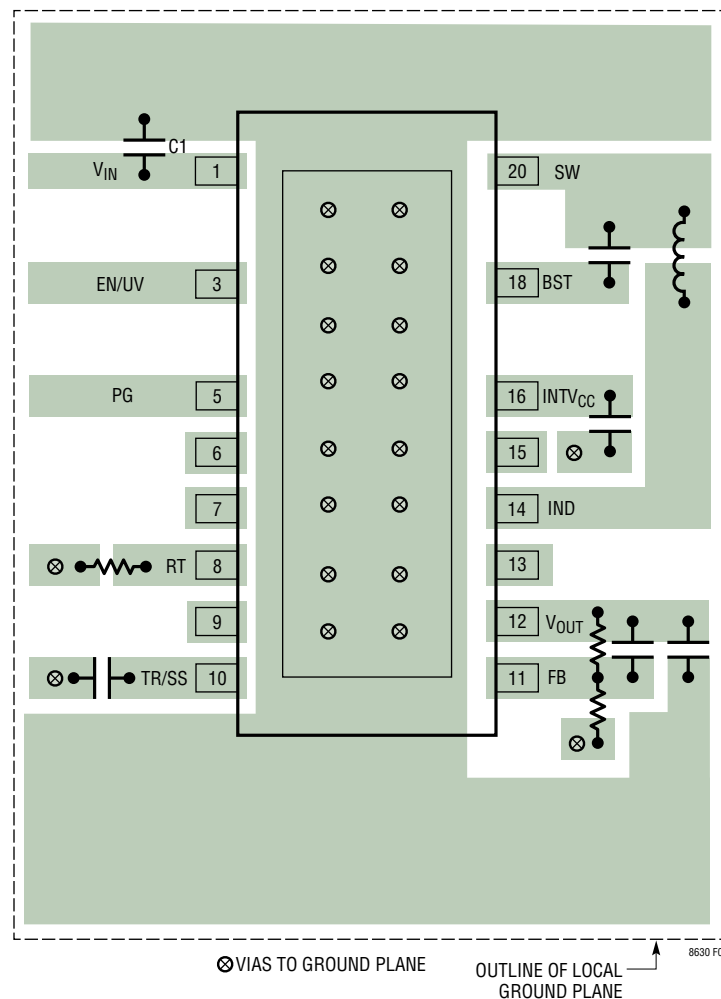 C1
VIN 1
20 SW
EN/UV 3
18 BST
PG 5
16 INTVCC
6
15
7
14 IND
RT 8
13
9
12 VOUT
TR/SS 10
11 FB
VIAS TO GROUND PLANE
OUTLINE OF LOCAL
GROUND PLANE
8630